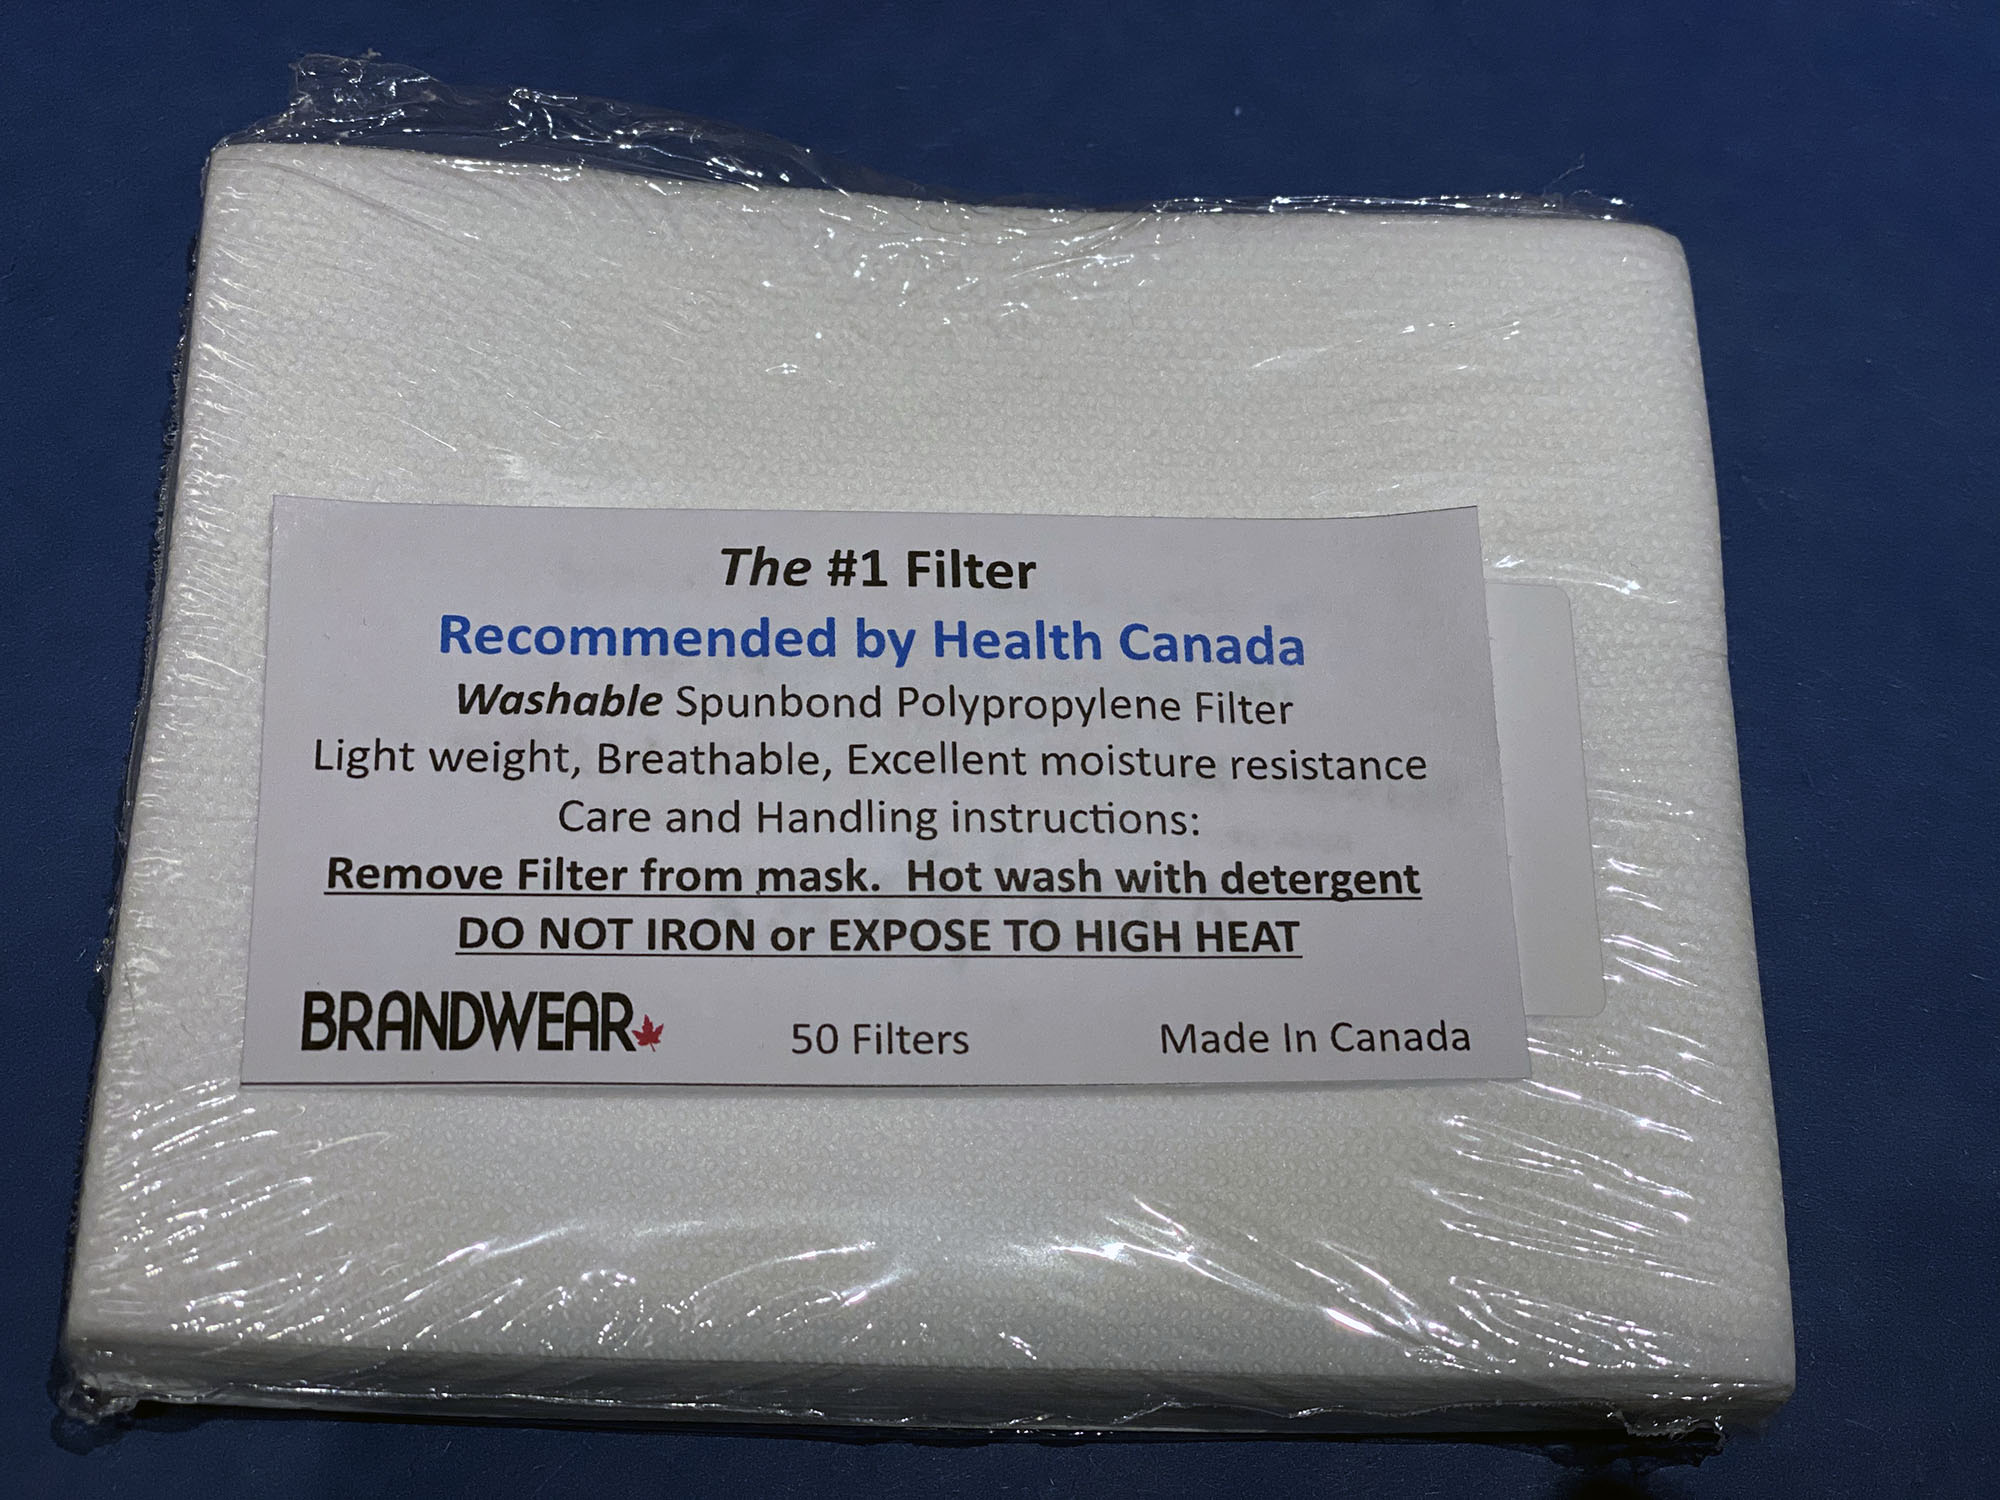 The #1 Filter
Recommended by Health Canada
Washable Spunbond Polypropylene Filter
Light weight, Breathable, Excellent moisture resistance
Care and Handling instructions:
Remove Filter from mask.  Hot wash with detergent
DO NOT IRON or EXPOSE TO HIGH HEAT
BRANDWEAR 50 Filters Made In Canada